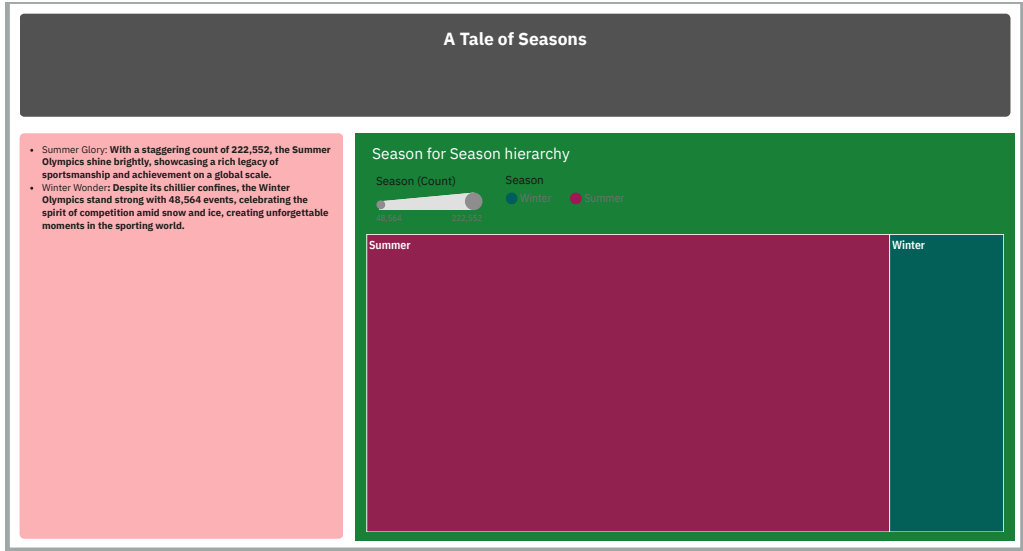 A Tale of Seasons
• Summer Glory: With a staggering count of 222,552, the Summer
Olympics shine brightly, showcasing a rich legacy of
sportsmanship and achievement on a global scale.
• Winter Wonder: Despite its chillier confines, the Winter
Olympics stand strong with 48,564 events, celebrating the
spirit of competition amid snow and ice, creating unforgettable
moments in the sporting world.
Season for Season hierarchy
Season (Count)
48,564
222,552
Season
Winter
Summer
Summer
Winter